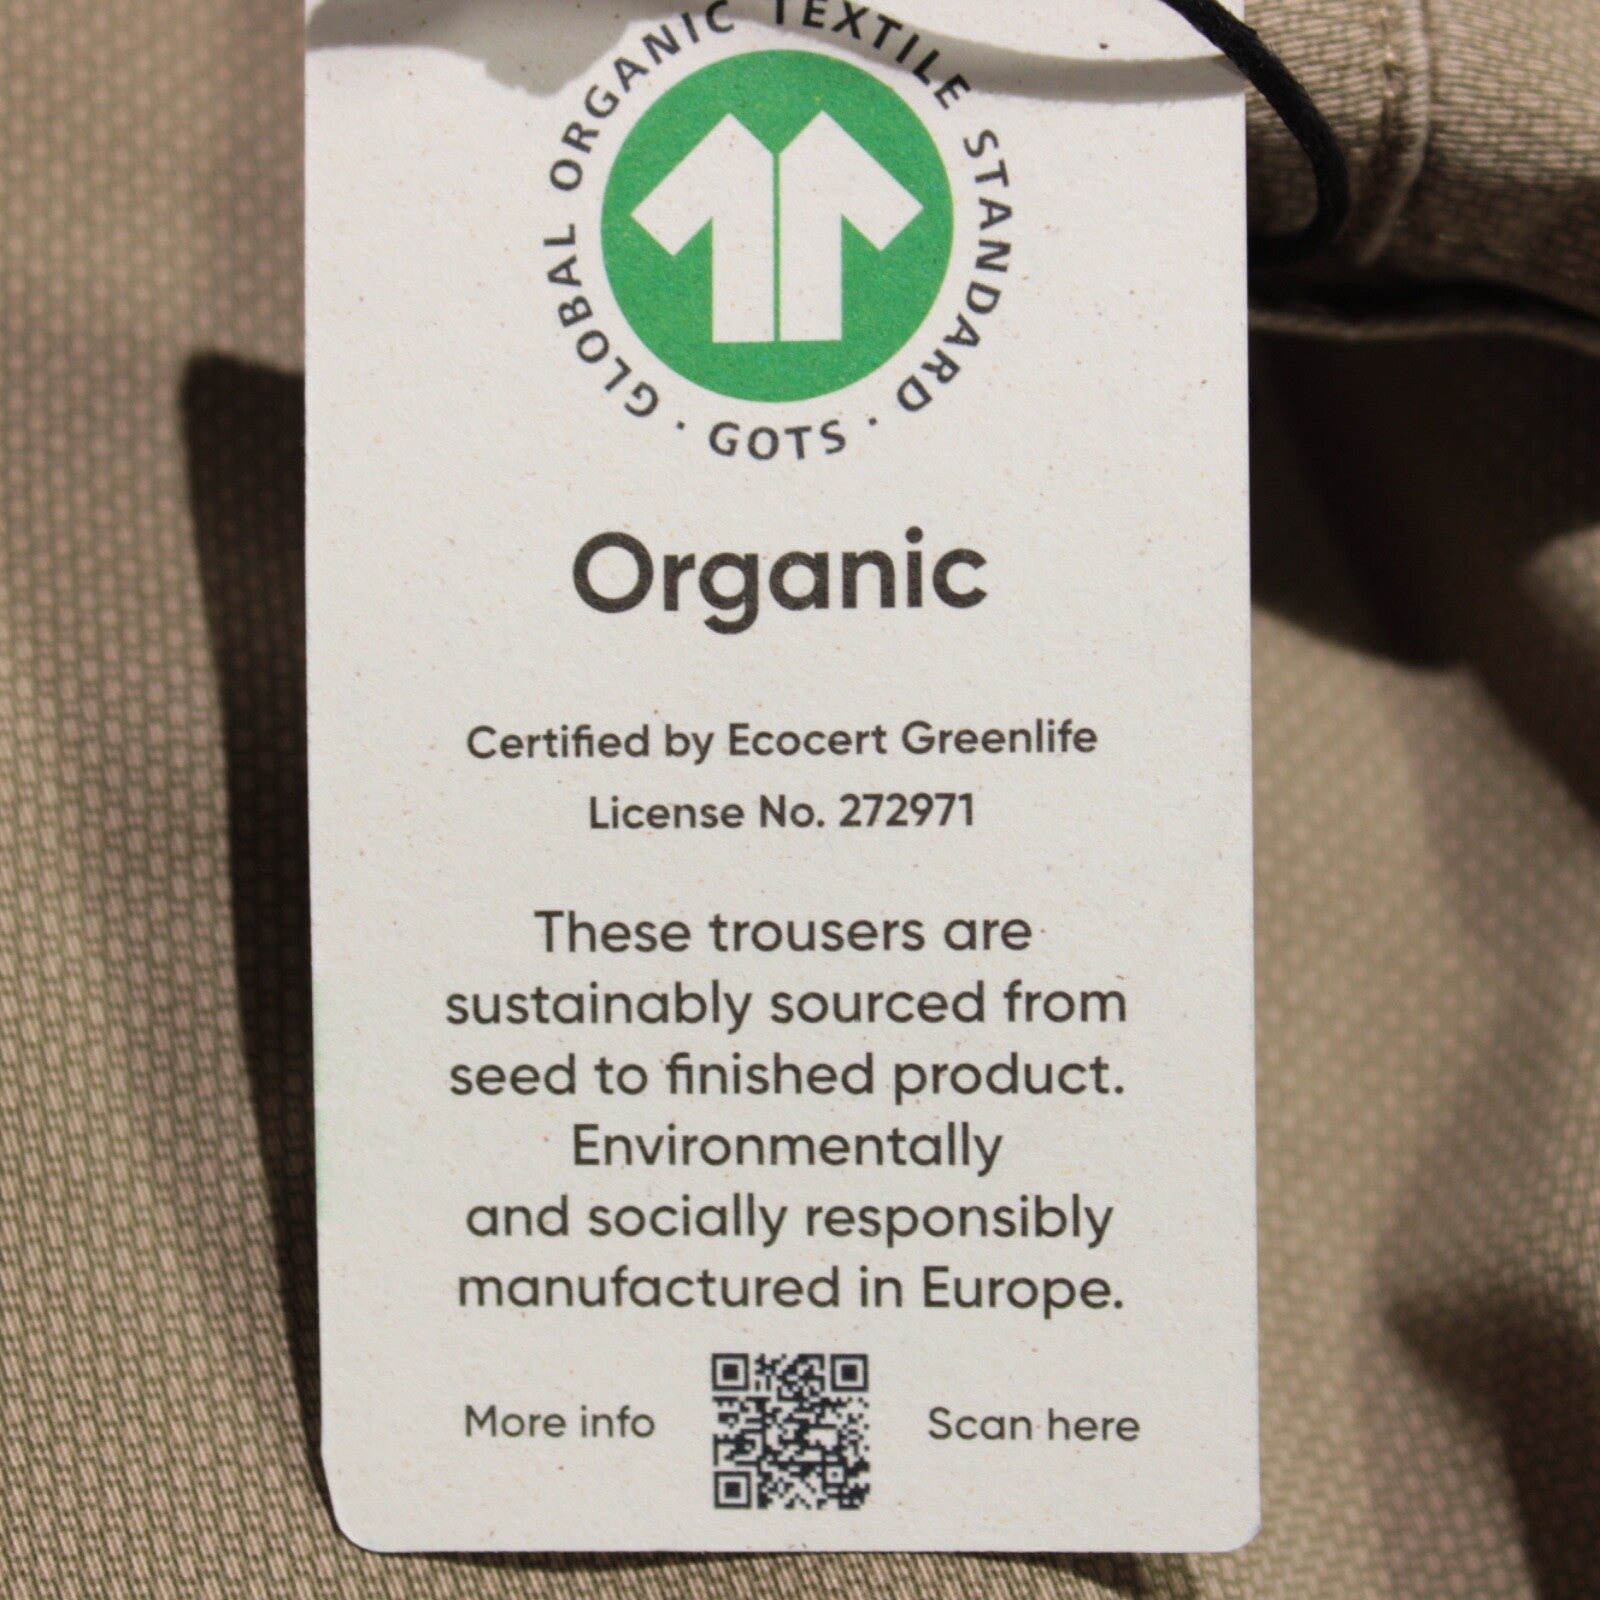 GLOBAL ORGANIC TEXTILE STANDARD · GOTS ·
Organic
Certified by Ecocert Greenlife
License No. 272971
These trousers are
sustainably sourced from
seed to finished product.
Environmentally
and socially responsibly
manufactured in Europe.
More info
Scan here